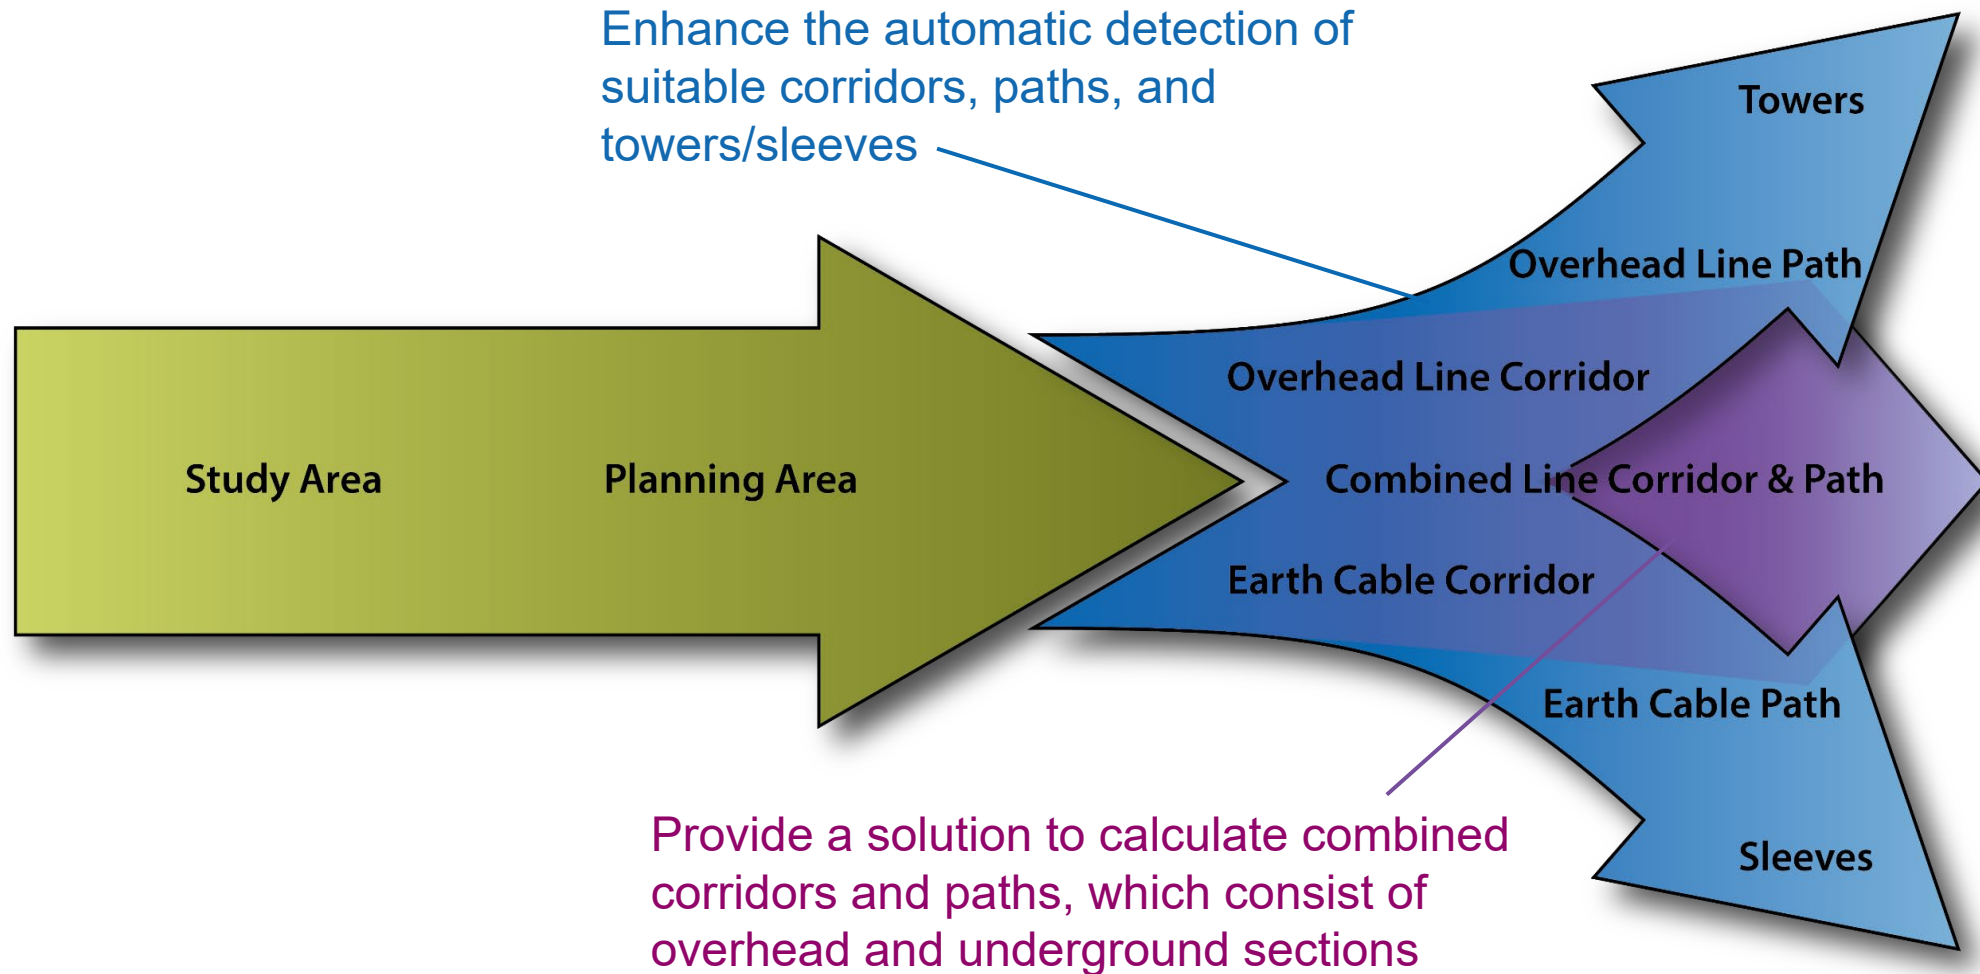 Enhance the automatic detection of
suitable corridors, paths, and
towers/sleeves
Towers
Overhead Line Path
Overhead Line Corridor
Study Area
Planning Area
Combined Line Corridor & Path
Earth Cable Corridor
Earth Cable Path
Sleeves
Provide a solution to calculate combined
corridors and paths, which consist of
overhead and underground sections